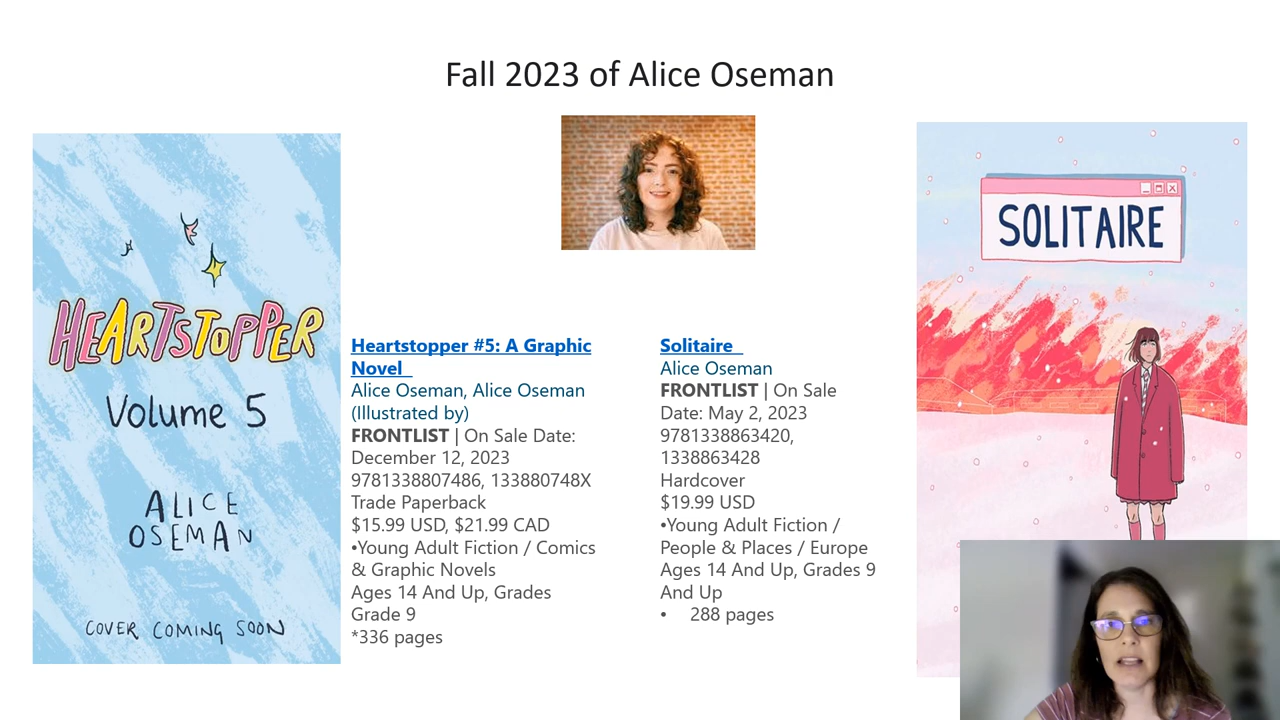 Fall 2023 of Alice Oseman
HEARTSTOPPER
Volume 5
ALICE
OSEMAN
COVER COMING SOON
Heartstopper #5: A Graphic
Novel
Alice Oseman, Alice Oseman
(Illustrated by)
FRONTLIST | On Sale Date:
December 12, 2023
9781338807486, 133880748X
Trade Paperback
$15.99 USD, $21.99 CAD
•Young Adult Fiction / Comics
& Graphic Novels
Ages 14 And Up, Grades
Grade 9
*336 pages
Solitaire
Alice Oseman
FRONTLIST | On Sale
Date: May 2, 2023
9781338863420,
1338863428
Hardcover
$19.99 USD
•Young Adult Fiction /
People & Places / Europe
Ages 14 And Up, Grades 9
And Up
• 288 pages
SOLITAIRE